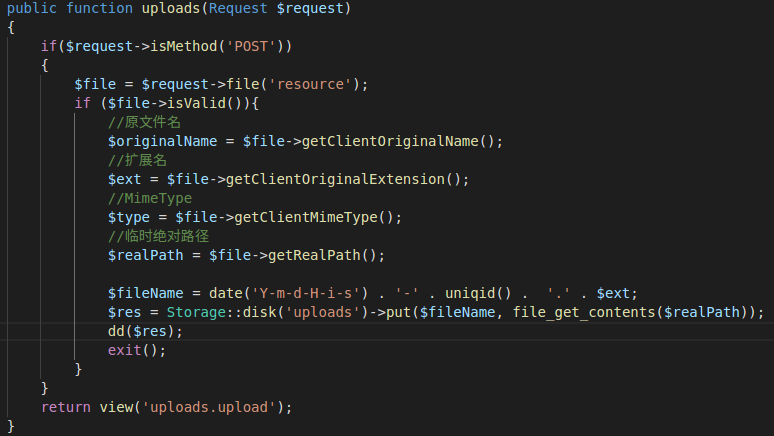 public function uploads(Request $request)
{
    if($request->isMethod('POST'))
    {
        $file = $request->file('resource');
        if ($file->isValid()){
            //原文件名
            $originalName = $file->getClientOriginalName();
            //扩展名
            $ext = $file->getClientOriginalExtension();
            //MimeType
            $type = $file->getClientMimeType();
            //临时绝对路径
            $realPath = $file->getRealPath();

            $fileName = date('Y-m-d-H-i-s') . '-' . uniqid() .  '.' . $ext;
            $res = Storage::disk('uploads')->put($fileName, file_get_contents($realPath));
            dd($res);
            exit();
        }
    }
    return view('uploads.upload');
}